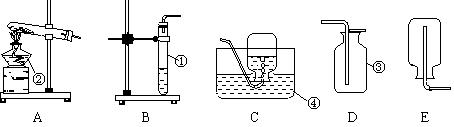 ① ② ③ ④
A B C D E